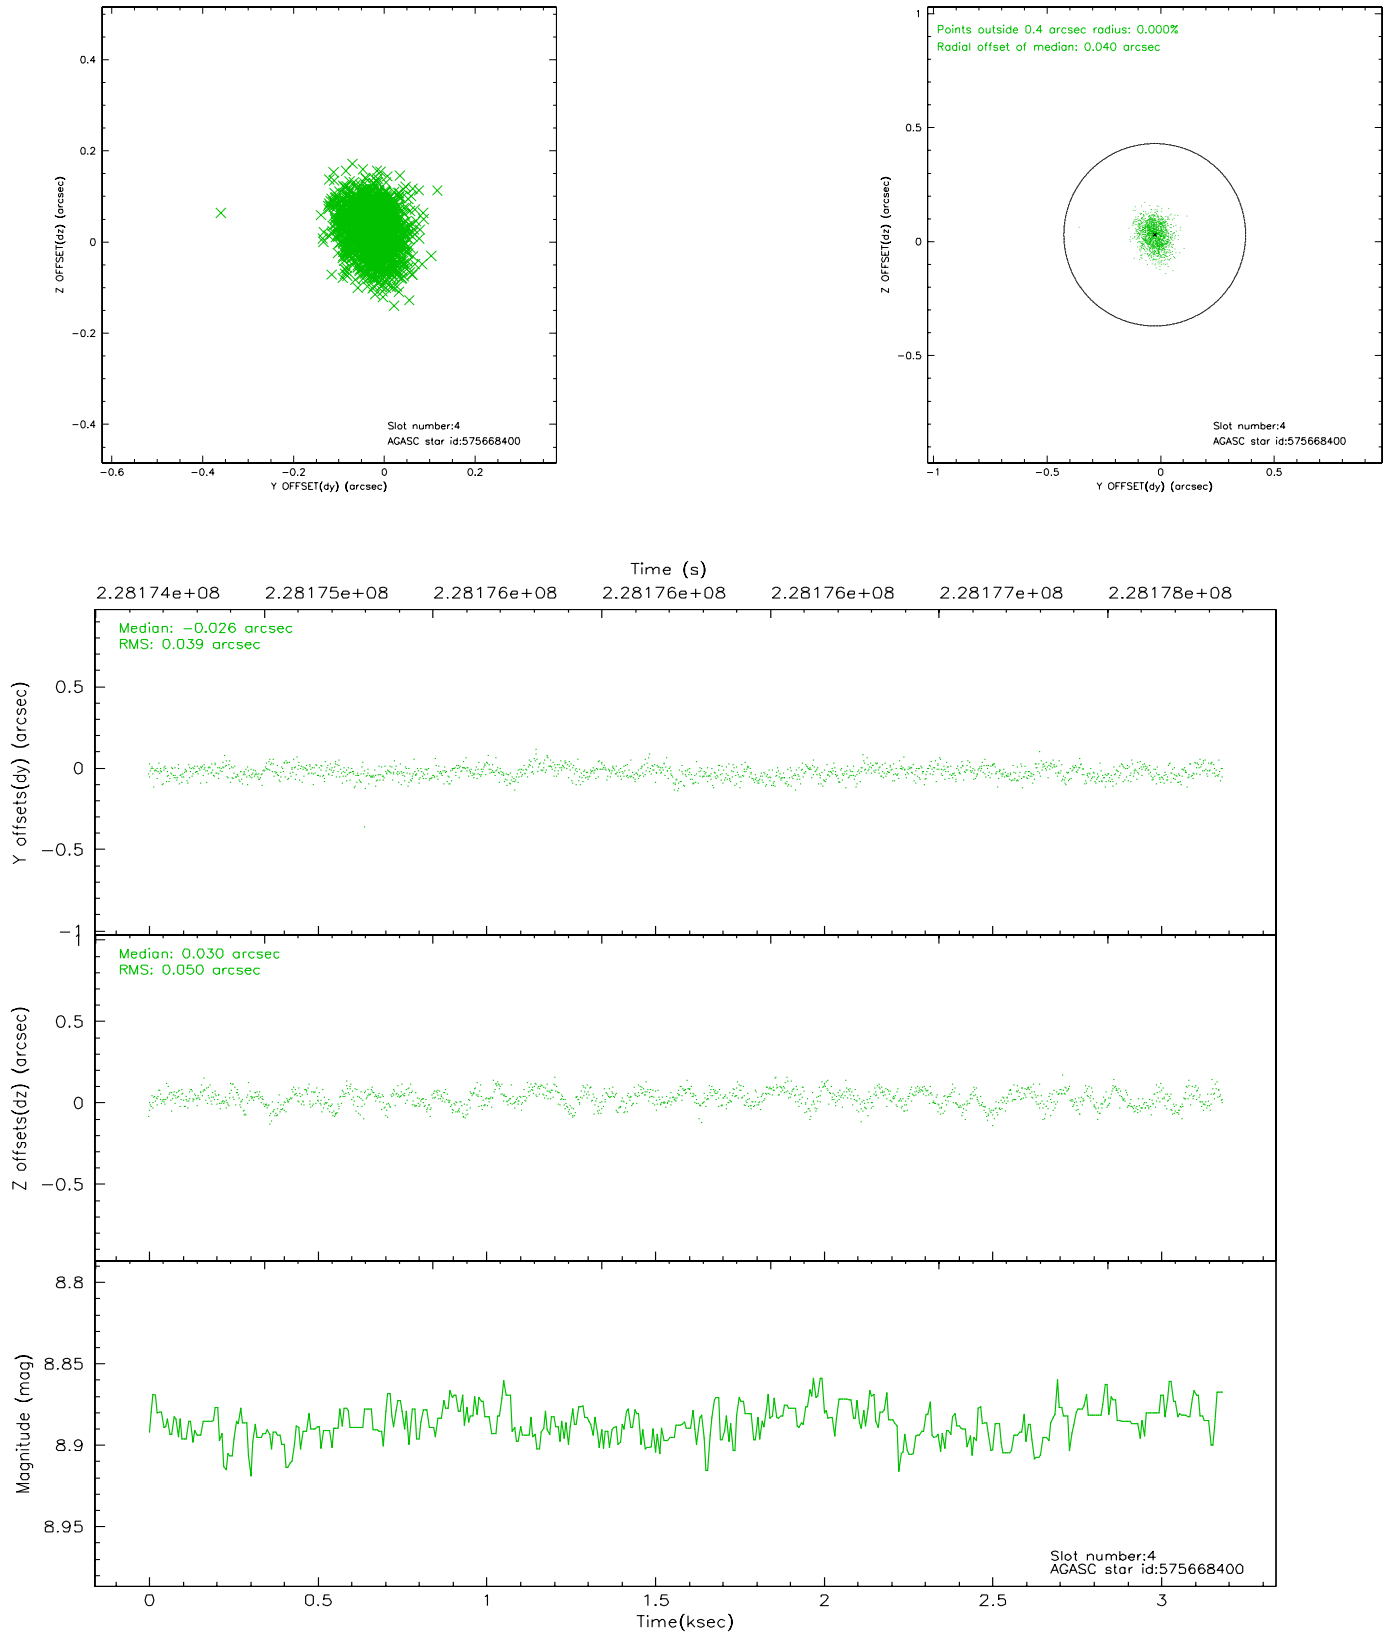 0.4
0.2
0
−0.2
−0.4
Z OFFSET(dz) (arcsec)
Slot number:4
AGASC star id:575668400
−0.6 −0.4 −0.2 0 0.2
Y OFFSET(dy) (arcsec)
Points outside 0.4 arcsec radius: 0.000%
Radial offset of median: 0.040 arcsec
1
0.5
0
−0.5
Z OFFSET(dz) (arcsec)
Slot number:4
AGASC star id:575668400
−1 −0.5 0 0.5
Y OFFSET(dy) (arcsec)
Time (s)
2.28174e+08 2.28175e+08 2.28176e+08 2.28176e+08 2.28176e+08 2.28177e+08 2.28178e+08
Median: −0.026 arcsec
RMS: 0.039 arcsec
0.5
0
−0.5
−1
Y offsets(dy) (arcsec)
Median: 0.030 arcsec
RMS: 0.050 arcsec
1
0.5
0
−0.5
Z offsets(dz) (arcsec)
8.8
8.85
8.9
8.95
Magnitude (mag)
Slot number:4
AGASC star id:575668400
0 0.5 1 1.5 2 2.5 3
Time(ksec)